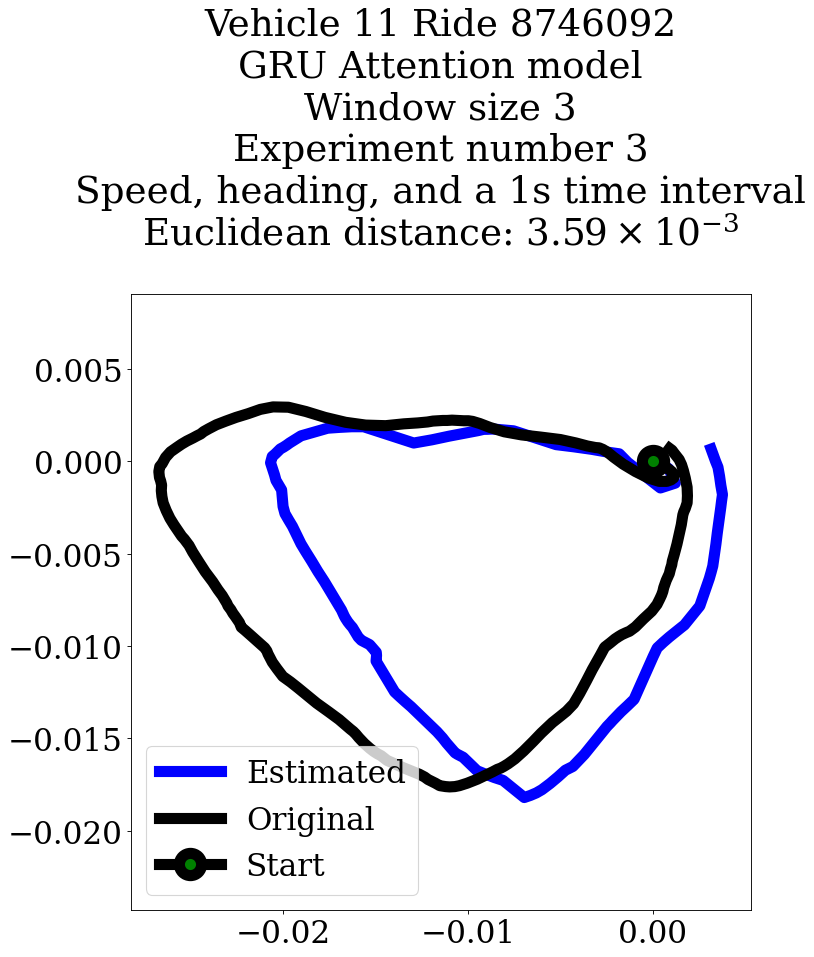 Vehicle 11 Ride 8746092
GRU Attention model
Window size 3
Experiment number 3
Speed, heading, and a 1s time interval
Euclidean distance: 3.59 × 10⁻³
0.005
0.000
−0.005
−0.010
−0.015
−0.020
Estimated
Original
Start
−0.02
−0.01
0.00